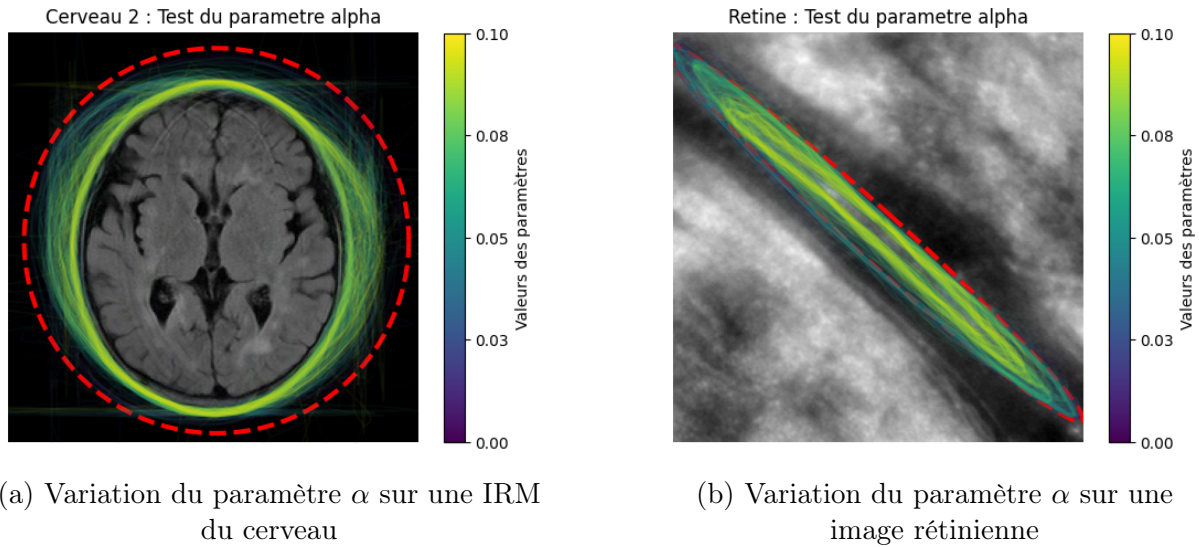 Cerveau 2 : Test du parametre alpha
0.10
0.08
0.05
0.03
0.00
Valeurs des paramètres
Retine : Test du parametre alpha
0.10
0.08
0.05
0.03
0.00
Valeurs des paramètres
(a) Variation du paramètre α sur une IRM
du cerveau
(b) Variation du paramètre α sur une
image rétinienne